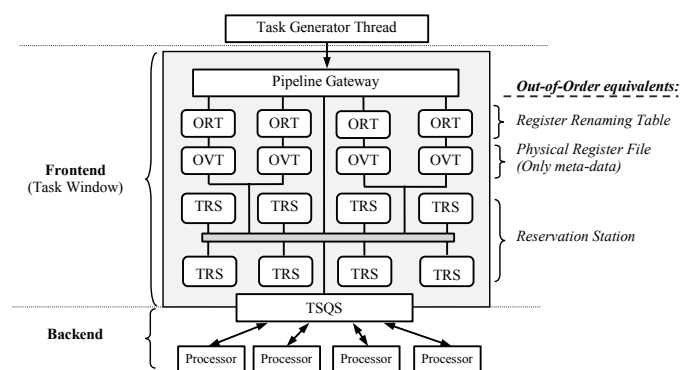 Task Generator Thread
Pipeline Gateway
Out-of-Order equivalents:
ORT ORT ORT ORT
Register Renaming Table
OVT OVT OVT OVT
Physical Register File
(Only meta-data)
Frontend
(Task Window)
TRS TRS TRS TRS
Reservation Station
TRS TRS TRS TRS
TSQS
Backend
Processor Processor Processor Processor